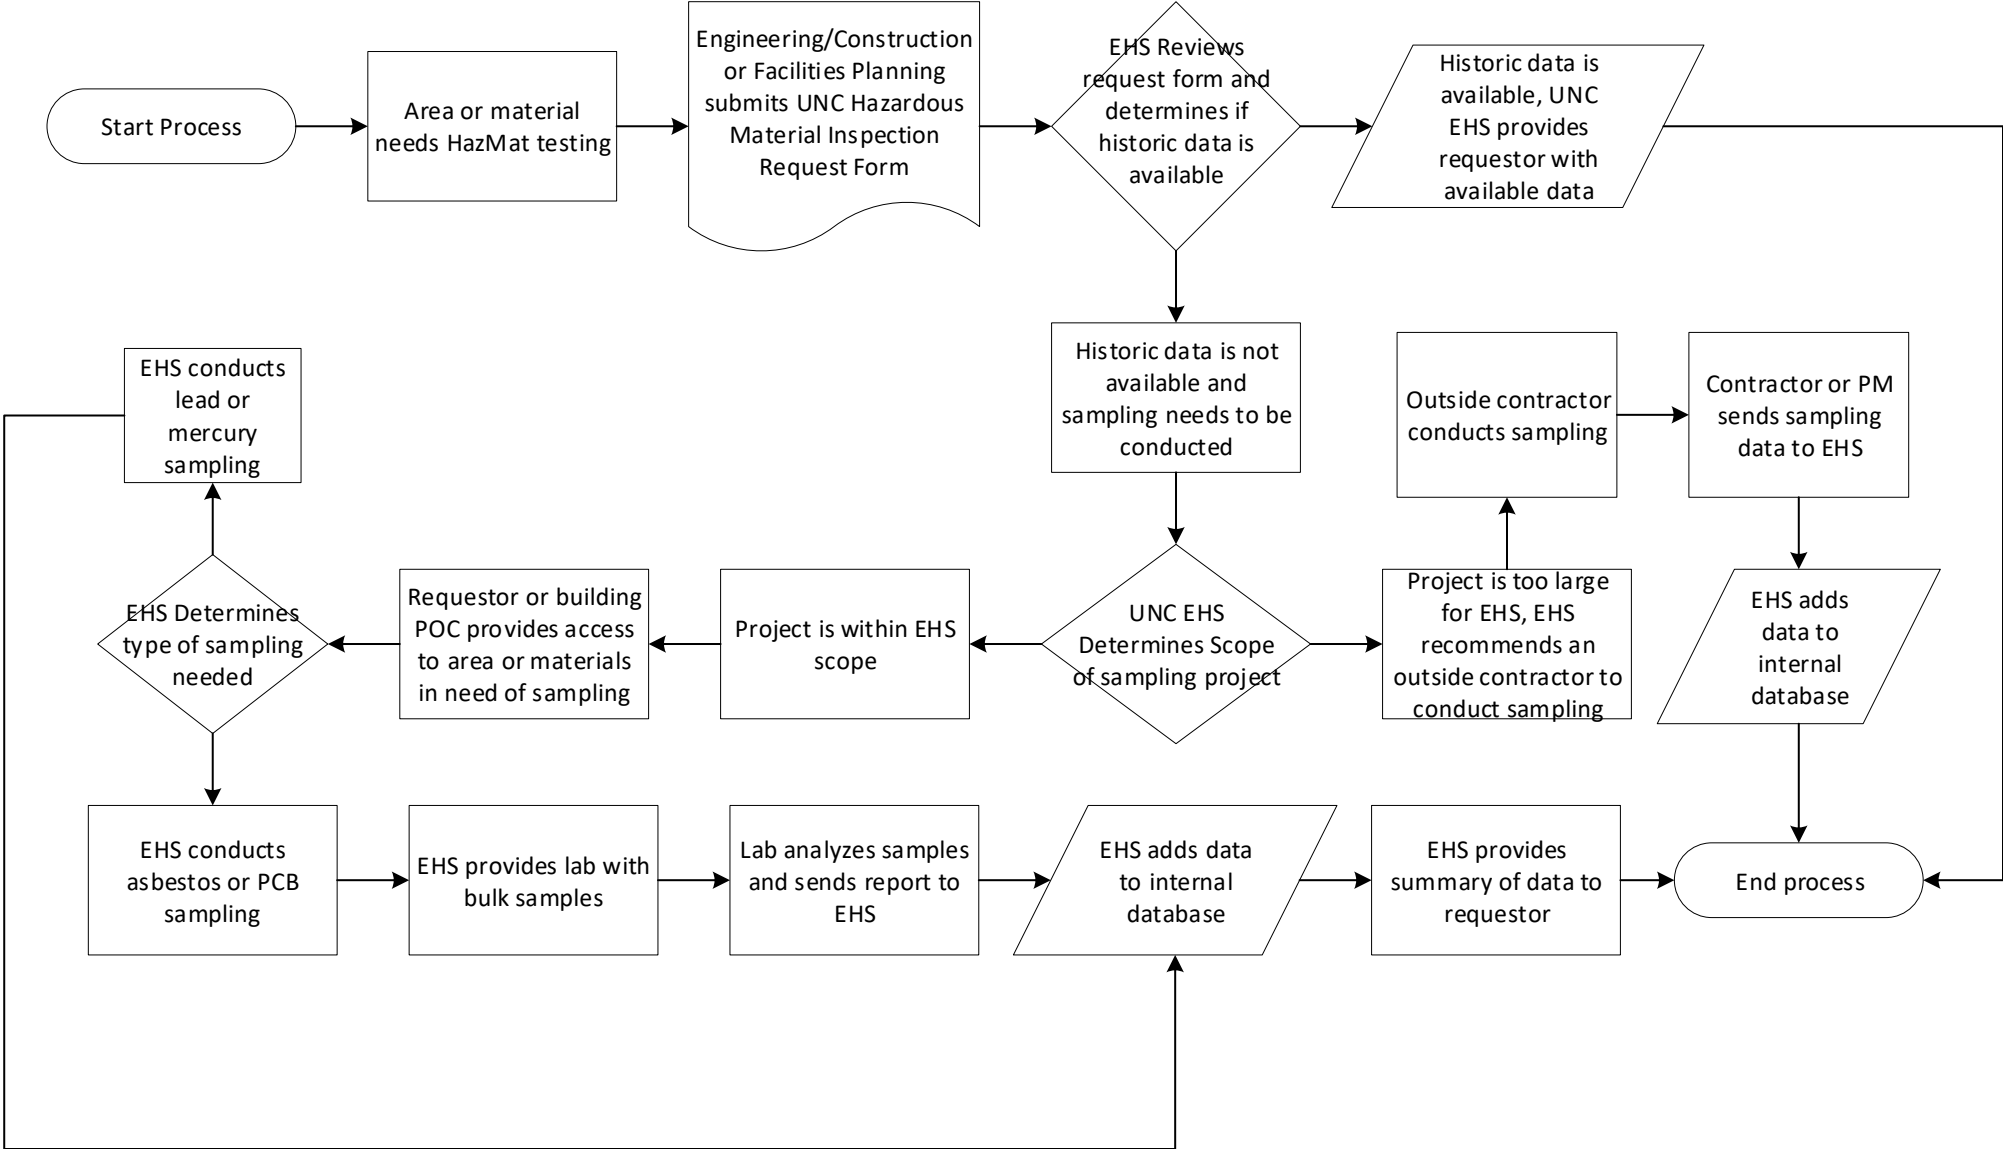 Start Process
Area or material
needs HazMat testing
Engineering/Construction
or Facilities Planning
submits UNC Hazardous
Material Inspection
Request Form
EHS Reviews
request form and
determines if
historic data is
available
Historic data is
available, UNC
EHS provides
requestor with
available data
Historic data is not
available and
sampling needs to be
conducted
UNC EHS
Determines Scope
of sampling project
Project is too large
for EHS, EHS
recommends an
outside contractor to
conduct sampling
Outside contractor
conducts sampling
Contractor or PM
sends sampling
data to EHS
EHS adds
data to
internal
database
Project is within EHS
scope
Requestor or building
POC provides access
to area or materials
in need of sampling
EHS Determines
type of sampling
needed
EHS conducts
lead or
mercury
sampling
EHS conducts
asbestos or PCB
sampling
EHS provides lab with
bulk samples
Lab analyzes samples
and sends report to
EHS
EHS adds data
to internal
database
EHS provides
summary of data to
requestor
End process